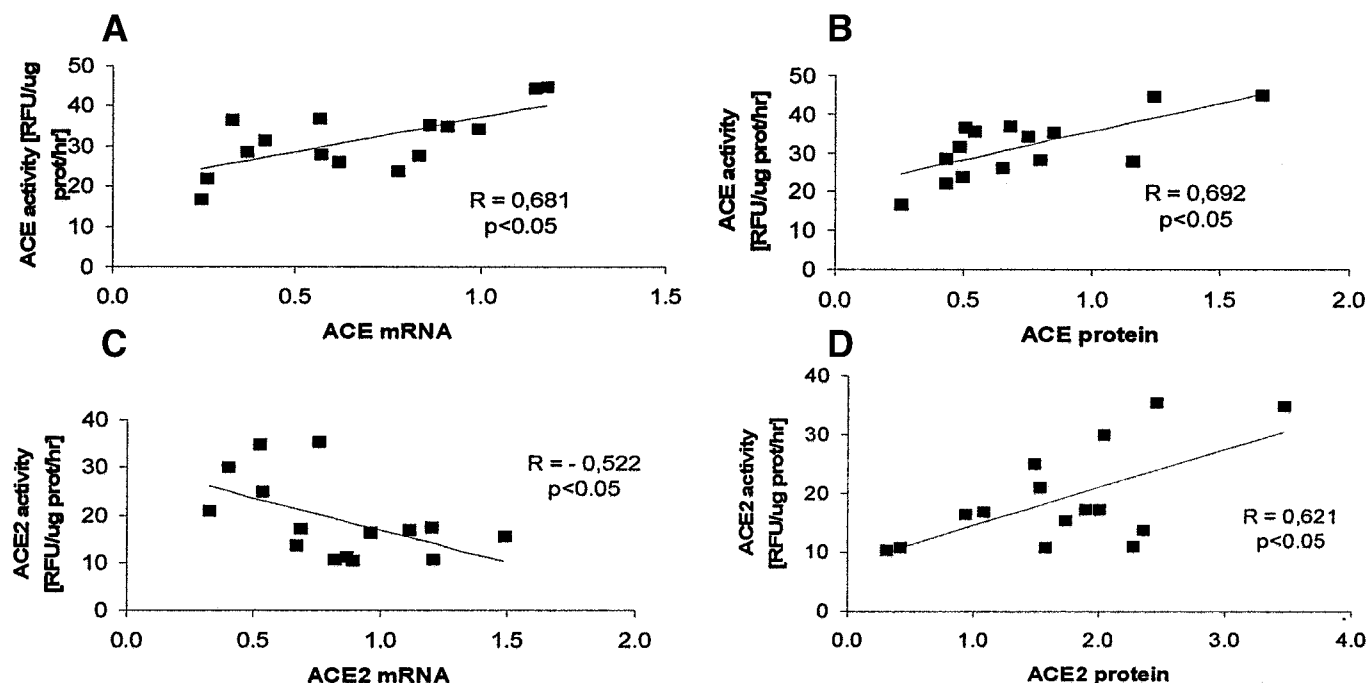 A
ACE activity [RFU/ug
prot/hr]
50
40
30
20
10
0
0.0
0.5
1.0
1.5
R = 0,681
p<0.05
ACE mRNA
B
ACE activity
[RFU/ug prot/hr]
50
40
30
20
10
0
0.0
0.5
1.0
1.5
2.0
R = 0,692
p<0.05
ACE protein
C
ACE2 activity
[RFU/ug prot/hr]
40
30
20
10
0
0.0
0.5
1.0
1.5
2.0
R = - 0,522
p<0.05
ACE2 mRNA
D
ACE2 activity
[RFU/ug prot/hr]
40
30
20
10
0
0.0
1.0
2.0
3.0
4.0
R = 0,621
p<0.05
ACE2 protein